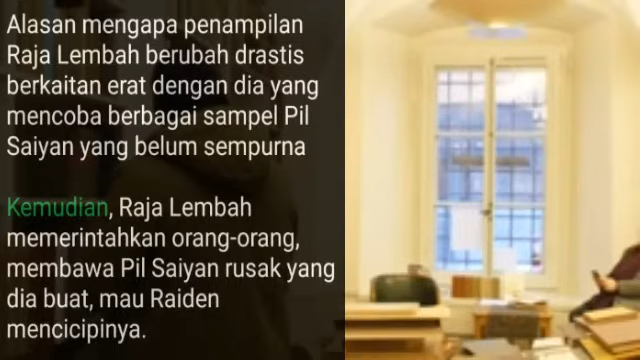 Alasan mengapa penampilan
Raja Lembah berubah drastis
berkaitan erat dengan dia yang
mencoba berbagai sampel Pil
Saiyan yang belum sempurna
Kemudian, Raja Lembah
memerintahkan orang-orang,
membawa Pil Saiyan rusak yang
dia buat, mau Raiden
mencicipinya.